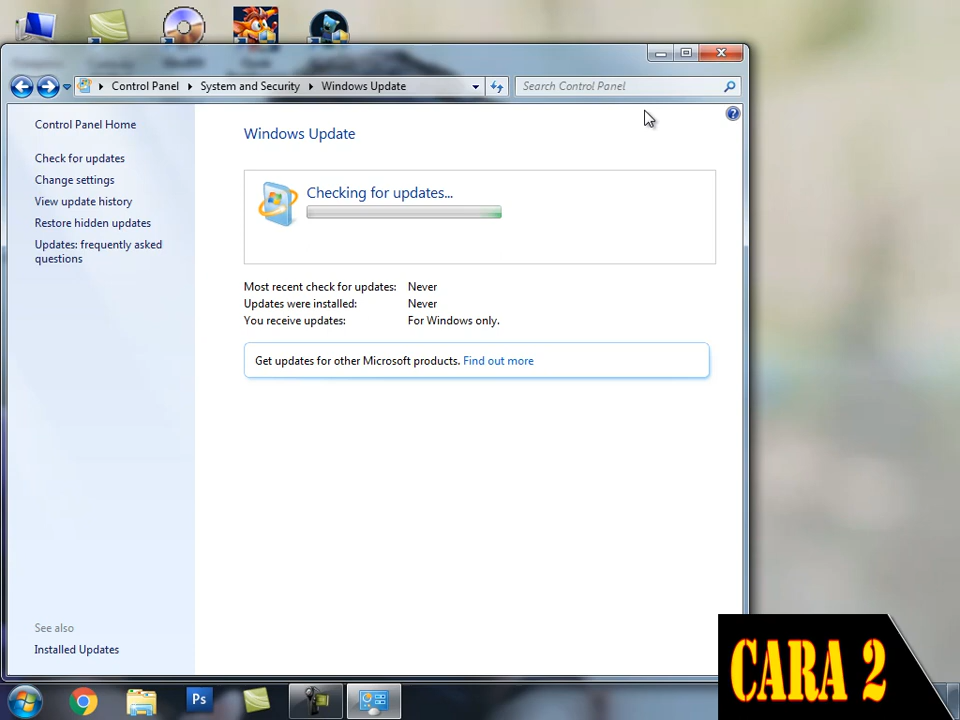 Control Panel
System and Security
Windows Update
Search Control Panel
Control Panel Home
Check for updates
Change settings
View update history
Restore hidden updates
Updates: frequently asked
questions
See also
Installed Updates
Windows Update
Checking for updates...
Most recent check for updates: Never
Updates were installed: Never
You receive updates: For Windows only.
Get updates for other Microsoft products. Find out more
Ps
CARA 2